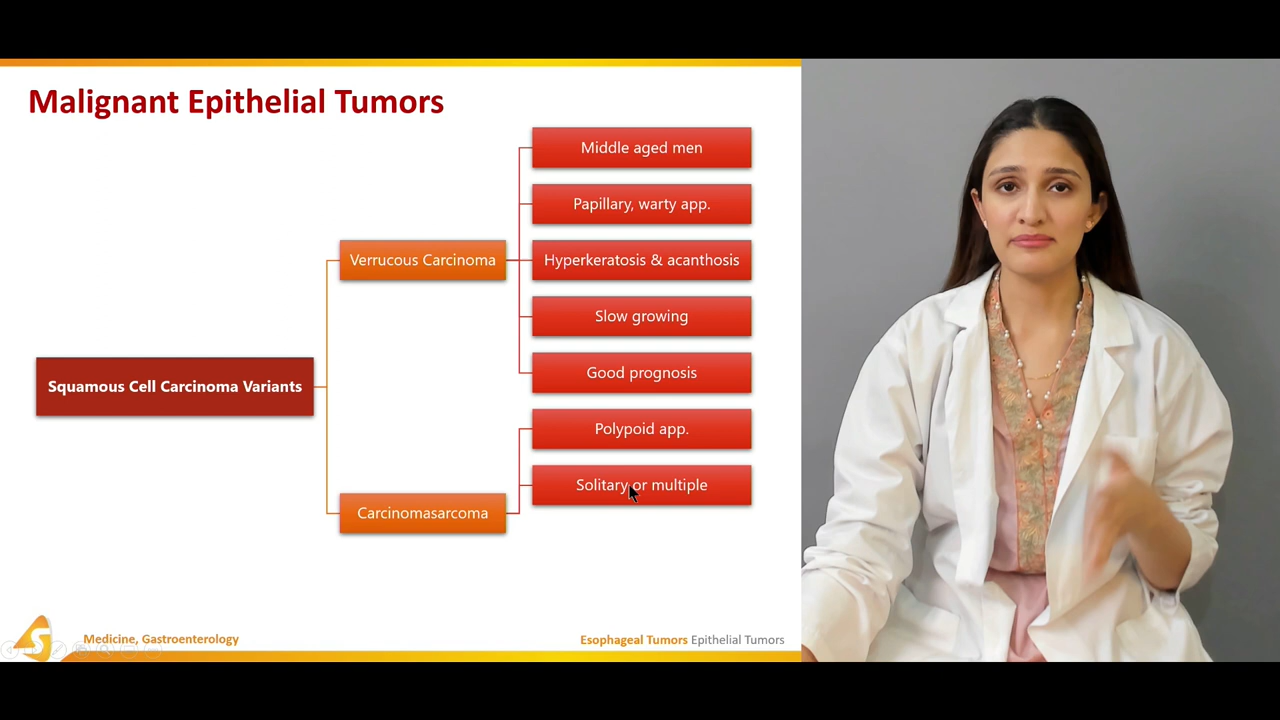 Malignant Epithelial Tumors
Squamous Cell Carcinoma Variants
Verrucous Carcinoma
Middle aged men
Papillary, warty app.
Hyperkeratosis & acanthosis
Slow growing
Good prognosis
Carcinomasarcoma
Polypoid app.
Solitary or multiple
S
Medicine, Gastroenterology
Esophageal Tumors Epithelial Tumors